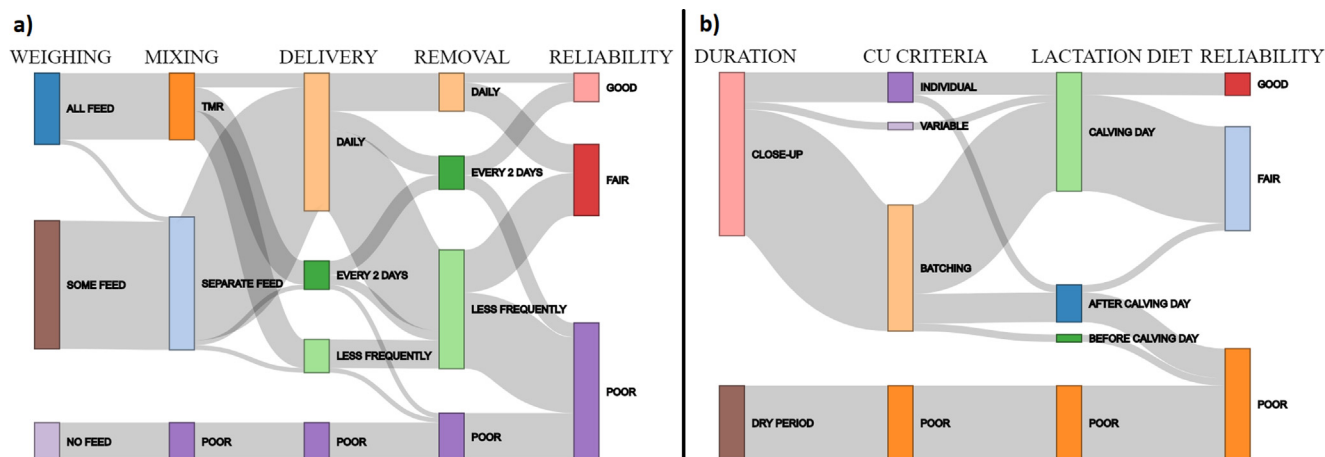 a)
WEIGHING MIXING DELIVERY REMOVAL RELIABILITY
ALL FEED
TMR
DAILY
DAILY
GOOD
EVERY 2 DAYS
FAIR
SOME FEED
SEPARATE FEED
EVERY 2 DAYS
LESS FREQUENTLY
LESS FREQUENTLY
POOR
NO FEED
POOR
POOR
POOR
b)
DURATION CU CRITERIA LACTATION DIET RELIABILITY
CLOSE-UP
INDIVIDUAL
VARIABLE
CALVING DAY
GOOD
FAIR
BATCHING
AFTER CALVING DAY
BEFORE CALVING DAY
POOR
DRY PERIOD
POOR
POOR